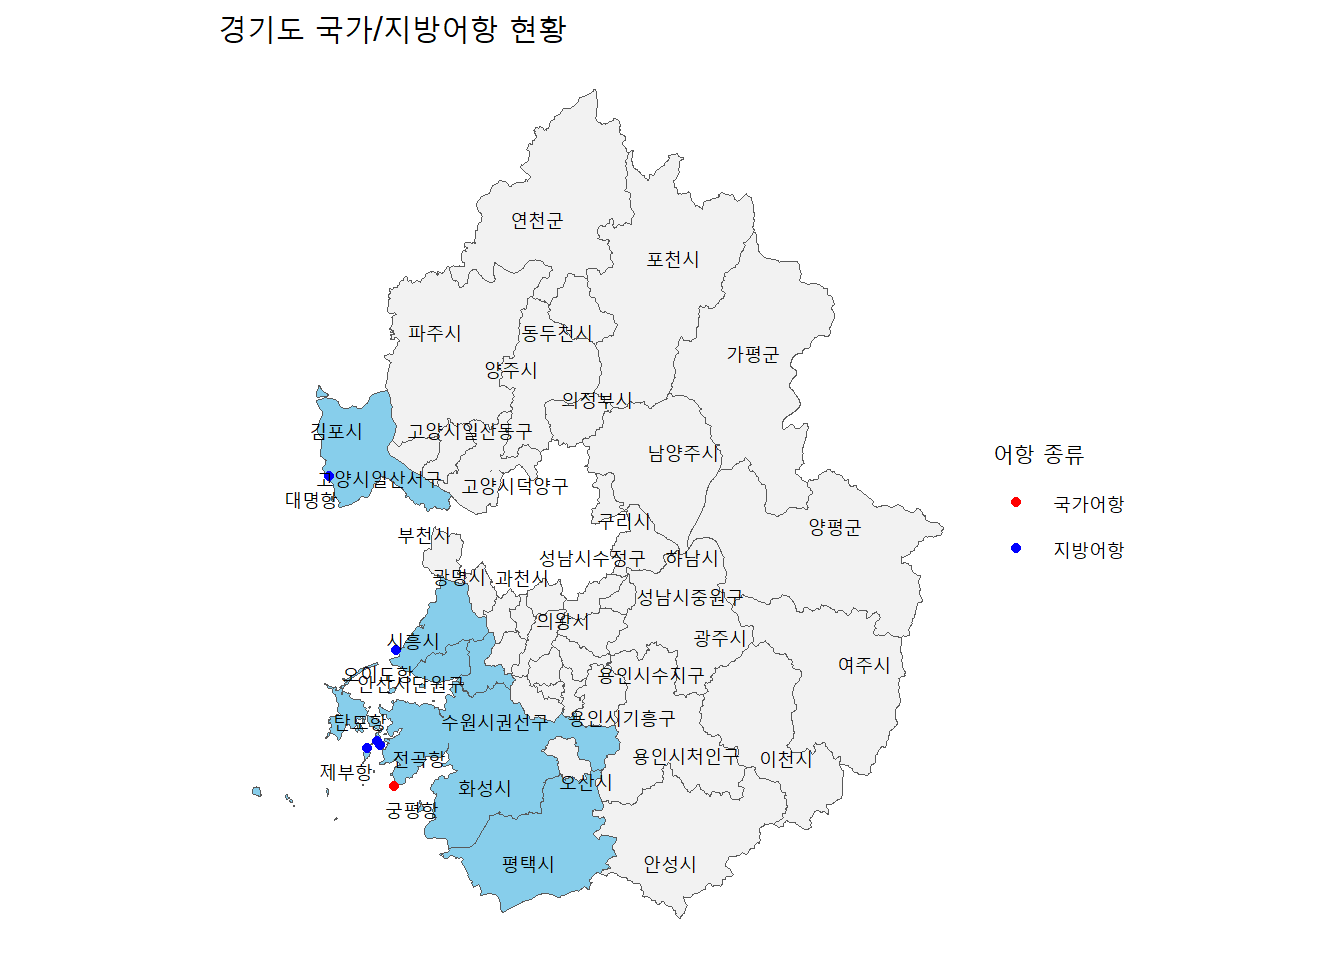 경기도 국가/지방어항 현황
연천군
포천시
파주시
동두천시
가평군
양주시
의정부시
김포시
고양시일산동구
남양주시
어항 종류
고양시일산서구
고양시덕양구
대명항
국가어항
구리시
양평군
부천시
지방어항
성남시수정구
하남시
광명시
과천시
성남시중원구
의왕시
시흥시
광주시
여주시
오이도항
용인시수지구
안산시단원구
탄도항
수원시권선구
용인시기흥구
전곡항
용인시처인구
이천시
제부항
화성시
오산시
궁평항
평택시
안성시